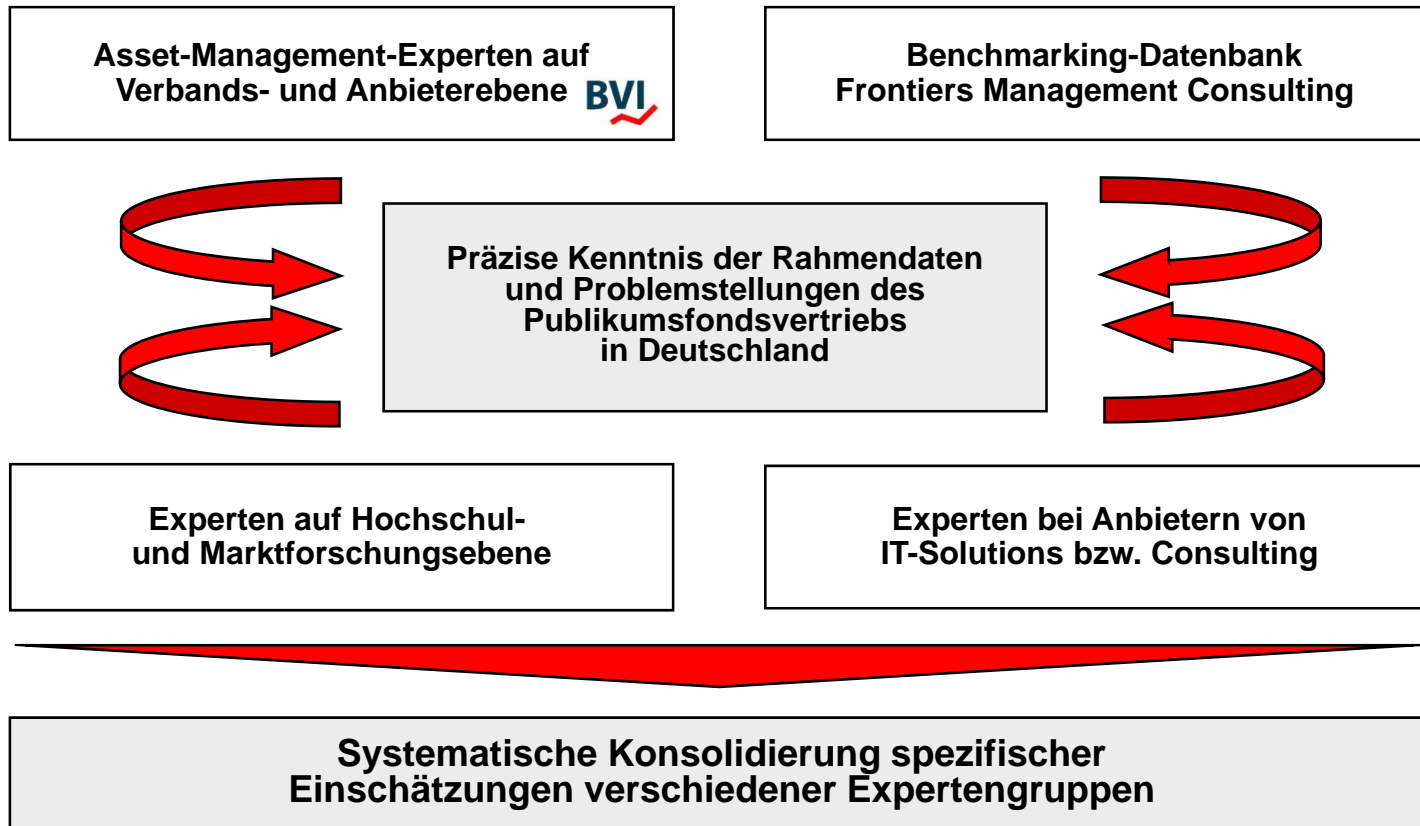 Asset-Management-Experten auf
Verbands- und Anbieterebene BVI
Benchmarking-Datenbank
Frontiers Management Consulting
Präzise Kenntnis der Rahmendaten
und Problemstellungen des
Publikumsfondsvertriebs
in Deutschland
Experten auf Hochschul-
und Marktforschungsebene
Experten bei Anbietern von
IT-Solutions bzw. Consulting
Systematische Konsolidierung spezifischer
Einschätzungen verschiedener Expertengruppen